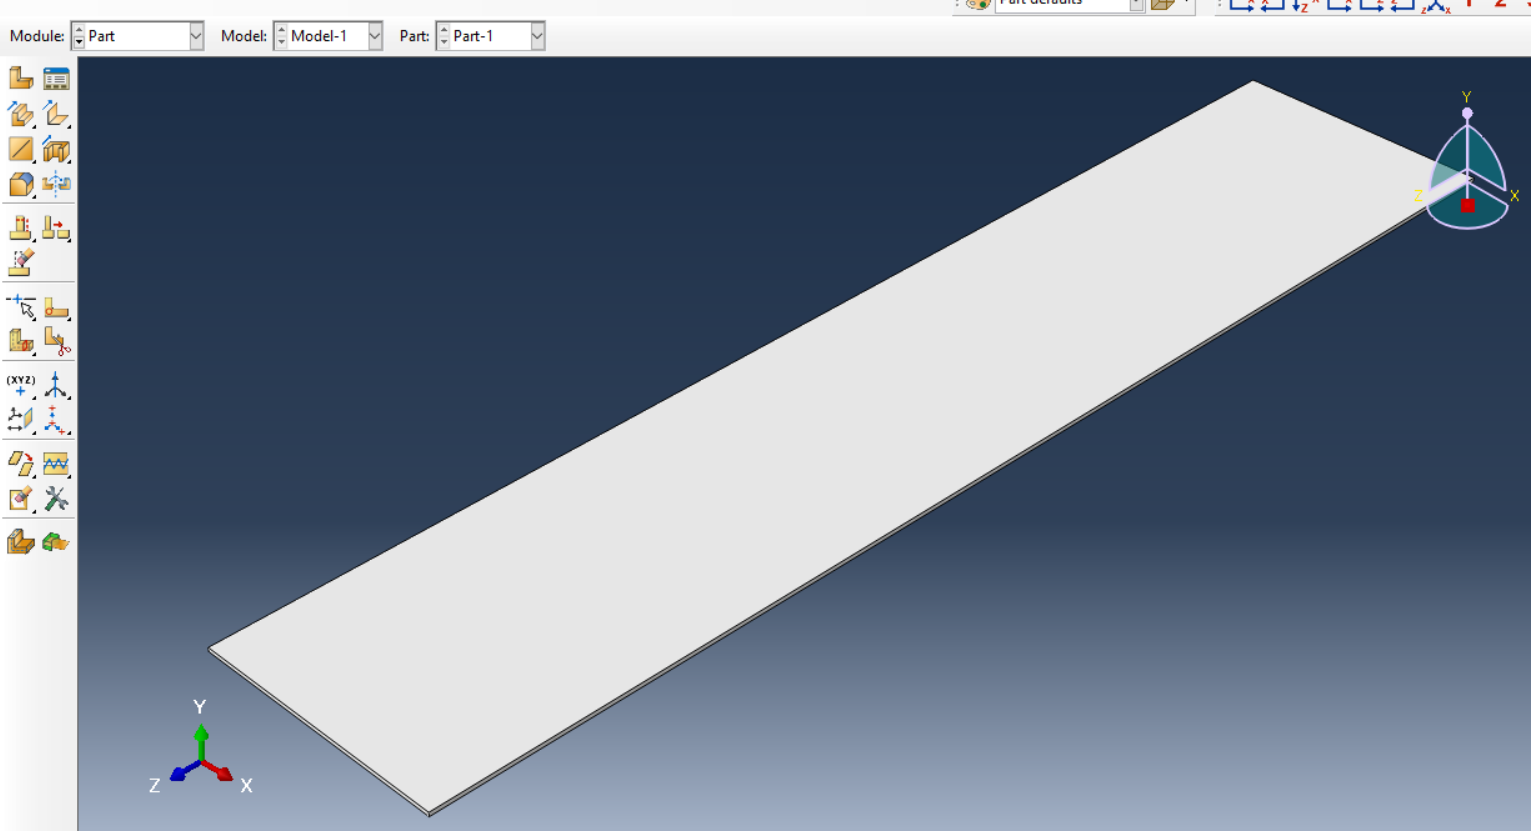 Part defaults
Module: Part Model: Model-1 Part: Part-1
Y
Z X
(XYZ)
Y
Z X